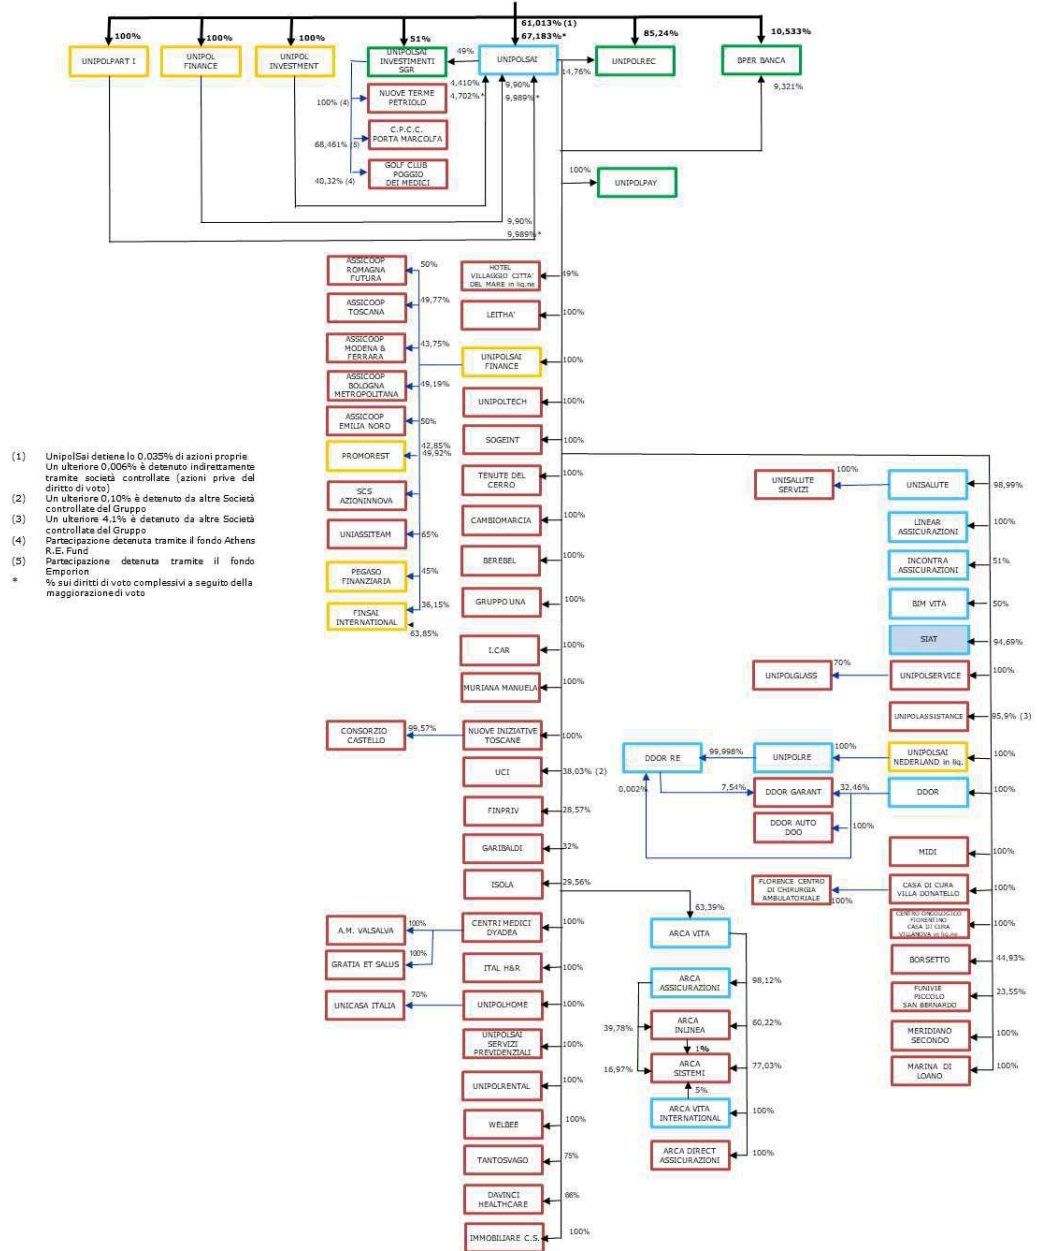 61,013% (1)
100%
100%
100%
51%
67,183%*
85,24%
10,533%
UNIPOLPART I
UNIPOL
FINANCE
UNIPOL
INVESTMENT
UNIPOLSAI
INVESTIMENTI
SGR
49%
UNIPOLSAI
14,76%
UNIPOLREC
BPER BANCA
9,321%
4,410%
4,702%*
9,90%
9,989%*
100% (4)
NUOVE TERME
PETRIOLO
68,461% (5)
C.P.C.C.
PORTA MARCOLFA
40,32% (4)
GOLF CLUB
POGGIO
DEI MEDICI
100%
UNIPOLPAY
9,90%
9,989%*
ASSICOOP
ROMAGNA
FUTURA
50%
HOTEL
VILLAGGIO CITTA'
DEL MARE in liq.ne
49%
ASSICOOP
TOSCANA
49,77%
LEITHA'
100%
ASSICOOP
MODENA &
FERRARA
43,75%
UNIPOLSAI
FINANCE
100%
ASSICOOP
BOLOGNA
METROPOLITANA
49,19%
UNIPOLTECH
100%
ASSICOOP
EMILIA NORD
50%
SOGEINT
100%
PROMOREST
42,85%
49,92%
TENUTE DEL
CERRO
100%
SCS
AZIONINNOVA
CAMBIOMARCIA
100%
UNIASSITEAM
65%
BEREBEL
100%
PEGASO
FINANZIARIA
45%
GRUPPO UNA
100%
FINSAI
INTERNATIONAL
36,15%
63,85%
I.CAR
100%
MURIANA MANUELA
100%
CONSORZIO
CASTELLO
99,57%
NUOVE INIZIATIVE
TOSCANE
100%
UCI
38,03% (2)
FINPRIV
28,57%
GARIBALDI
32%
ISOLA
29,56%
A.M. VALSALVA
100%
CENTRI MEDICI
DYADEA
100%
GRATIA ET SALUS
100%
ITAL H&R
100%
UNICASA ITALIA
70%
UNIPOLHOME
100%
UNIPOLSAI
SERVIZI
PREVIDENZIALI
100%
UNIPOLRENTAL
100%
WELBEE
100%
TANTOSVAGO
75%
DAVINCI
HEALTHCARE
66%
IMMOBILIARE C.S.
100%
(1) UnipolSai detiene lo 0,035% di azioni proprie
Un ulteriore 0,006% è detenuto indirettamente
tramite società controllate (azioni prive del
diritto di voto)
(2) Un ulteriore 0,10% è detenuto da altre Società
controllate del Gruppo
(3) Un ulteriore 4,1% è detenuto da altre Società
controllate del Gruppo
(4) Partecipazione detenuta tramite il fondo Athens
R.E. Fund
(5) Partecipazione detenuta tramite il fondo
Emporion
* % sui diritti di voto complessivi a seguito della
maggiorazione di voto
UNISALUTE
SERVIZI
100%
UNISALUTE
98,99%
LINEAR
ASSICURAZIONI
100%
INCONTRA
ASSICURAZIONI
51%
BIM VITA
50%
SIAT
94,69%
UNIPOLGLASS
70%
UNIPOLSERVICE
100%
UNIPOLASSISTANCE
95,9% (3)
DDOR RE
99,998%
UNIPOLRE
100%
UNIPOLSAI
NEDERLAND in liq.
100%
0,002%
7,54%
DDOR GARANT
32,46%
DDOR
100%
DDOR AUTO
DOO
100%
MIDI
100%
FLORENCE CENTRO
DI CHIRURGIA
AMBULATORIALE
100%
CASA DI CURA
VILLA DONATELLO
100%
CENTRO ONCOLOGICO
FIORENTINO
CASA DI CURA
VILLANOVA in liq.ne
100%
BORSETTO
44,93%
FUNIVIE
PICCOLO
SAN BERNARDO
23,55%
MERIDIANO
SECONDO
100%
MARINA DI
LOANO
100%
63,39%
ARCA VITA
ARCA
ASSICURAZIONI
98,12%
39,78%
ARCA
INLINEA
60,22%
1%
16,97%
ARCA
SISTEMI
77,03%
5%
ARCA VITA
INTERNATIONAL
100%
ARCA DIRECT
ASSICURAZIONI
100%